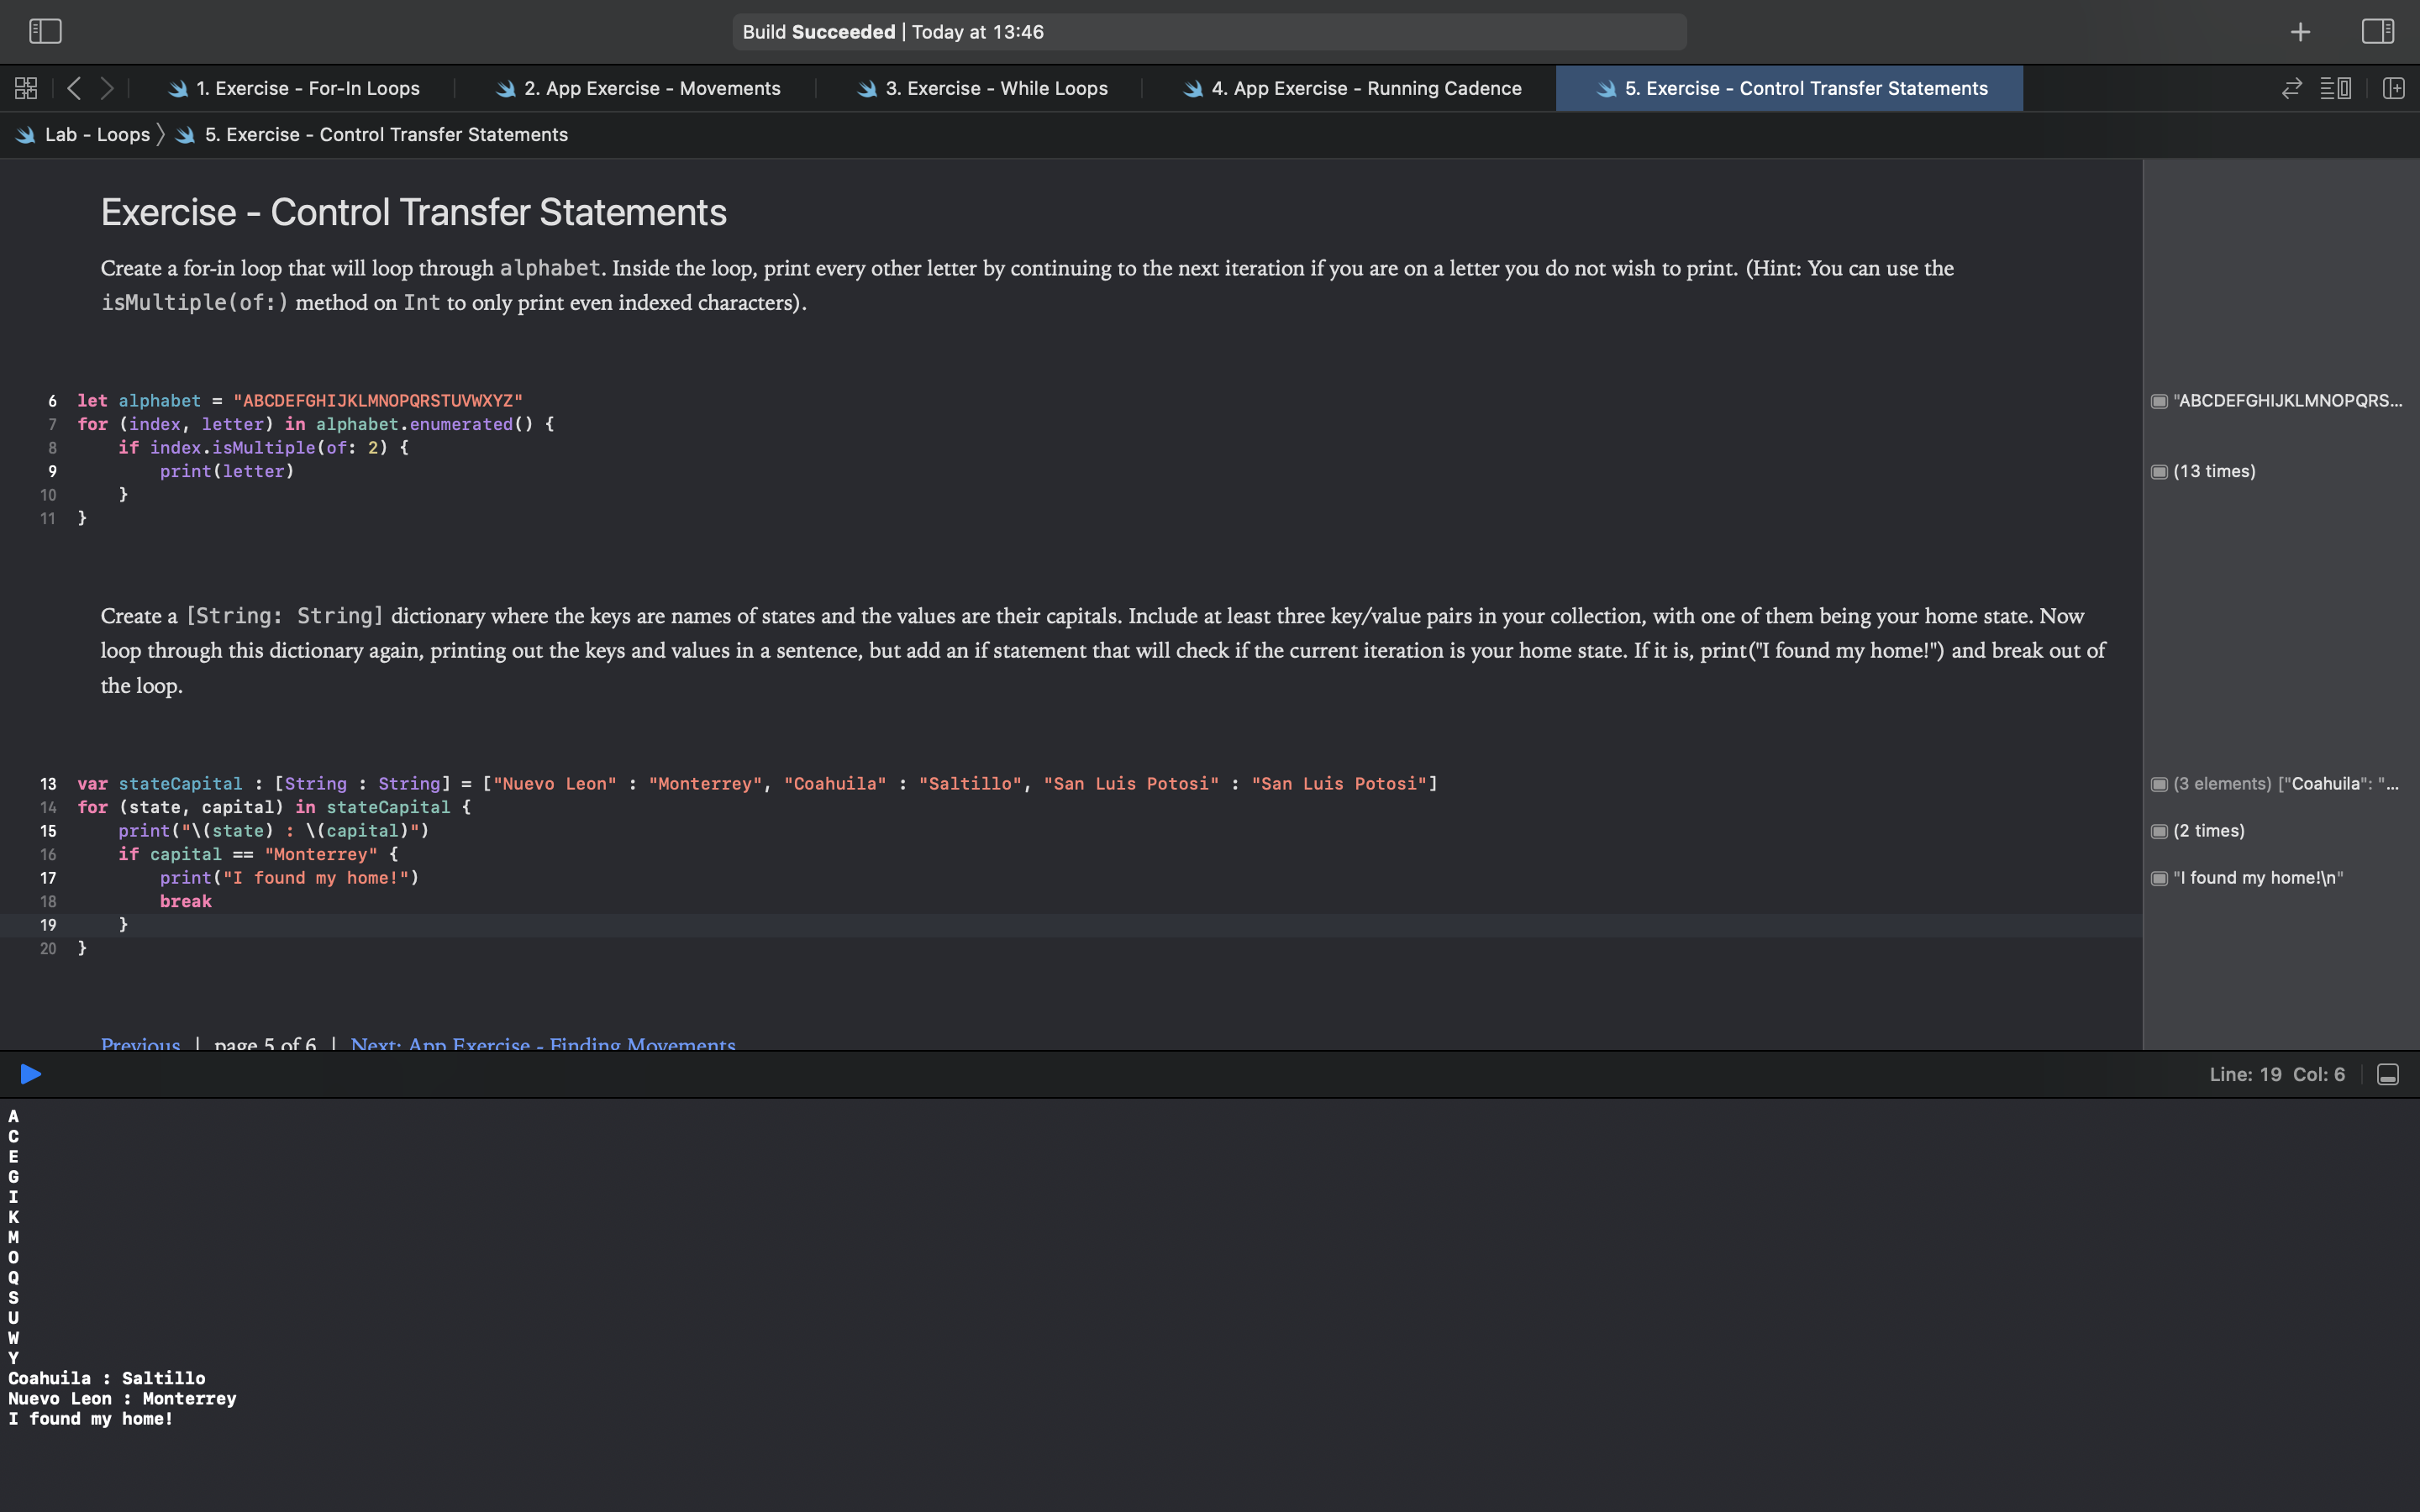 Build Succeeded | Today at 13:46
1. Exercise - For-In Loops
2. App Exercise - Movements
3. Exercise - While Loops
4. App Exercise - Running Cadence
5. Exercise - Control Transfer Statements
Lab - Loops 〉 5. Exercise - Control Transfer Statements
Exercise - Control Transfer Statements
Create a for-in loop that will loop through alphabet. Inside the loop, print every other letter by continuing to the next iteration if you are on a letter you do not wish to print. (Hint: You can use the
isMultiple(of:) method on Int to only print even indexed characters).
6 let alphabet = "ABCDEFGHIJKLMNOPQRSTUVWXYZ"
"ABCDEFGHIJKLMNOPQRS...
7 for (index, letter) in alphabet.enumerated() {
8 if index.isMultiple(of: 2) {
9 print(letter)
(13 times)
10 }
11 }
Create a [String: String] dictionary where the keys are names of states and the values are their capitals. Include at least three key/value pairs in your collection, with one of them being your home state. Now
loop through this dictionary again, printing out the keys and values in a sentence, but add an if statement that will check if the current iteration is your home state. If it is, print("I found my home!") and break out of
the loop.
13 var stateCapital : [String : String] = ["Nuevo Leon" : "Monterrey", "Coahuila" : "Saltillo", "San Luis Potosi" : "San Luis Potosi"]
(3 elements) ["Coahuila": "...
14 for (state, capital) in stateCapital {
15 print("\(state) : \(capital)")
(2 times)
16 if capital == "Monterrey" {
17 print("I found my home!")
"I found my home!\n"
18 break
19 }
20 }
Previous | page 5 of 6 | Next: App Exercise - Finding Movements
Line: 19 Col: 6
A
C
E
G
I
K
M
O
Q
S
U
W
Y
Coahuila : Saltillo
Nuevo Leon : Monterrey
I found my home!